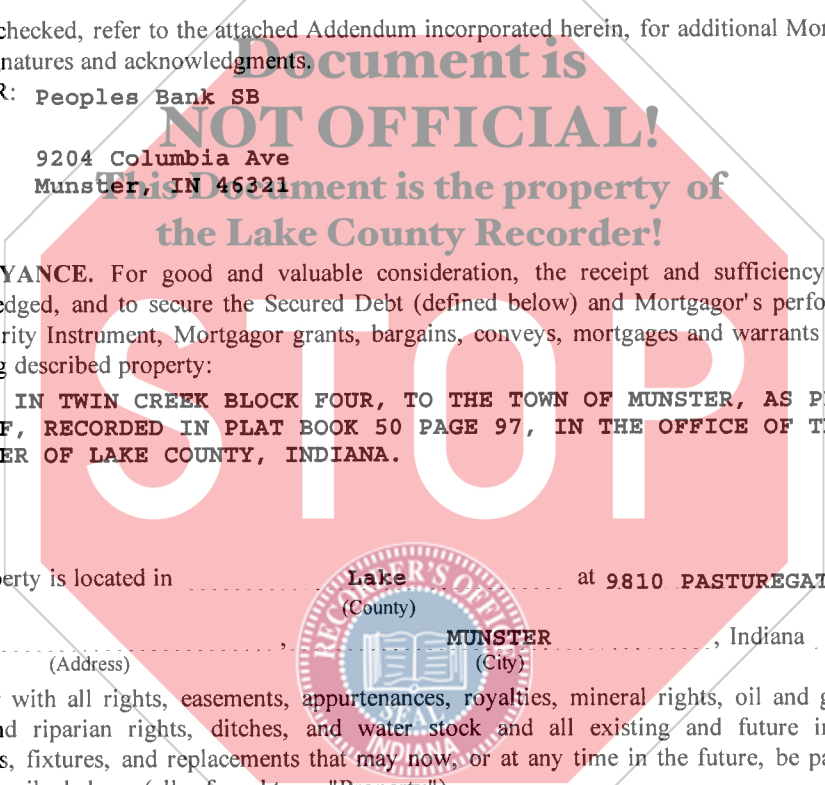 checked, refer to the attached Addendum incorporated herein, for additional Mor
natures and acknowledgments.
Document is
R: Peoples Bank SB
NOT OFFICIAL!
9204 Columbia Ave
Munster, IN 46321
This Document is the property of
the Lake County Recorder!
YANCE. For good and valuable consideration, the receipt and sufficiency
edged, and to secure the Secured Debt (defined below) and Mortgagor's perfo
rity Instrument, Mortgagor grants, bargains, conveys, mortgages and warrants
g described property:
IN TWIN CREEK BLOCK FOUR, TO THE TOWN OF MUNSTER, AS P
F, RECORDED IN PLAT BOOK 50 PAGE 97, IN THE OFFICE OF T
ER OF LAKE COUNTY, INDIANA.
STOP
erty is located in Lake at 9810 PASTUREGAT
(County)
MUNSTER , Indiana
(Address) (City)
RECORDER'S OFFICE
SEAL
INDIANA
with all rights, easements, appurtenances, royalties, mineral rights, oil and g
nd riparian rights, ditches, and water stock and all existing and future in
s, fixtures, and replacements that may now, or at any time in the future, be pa